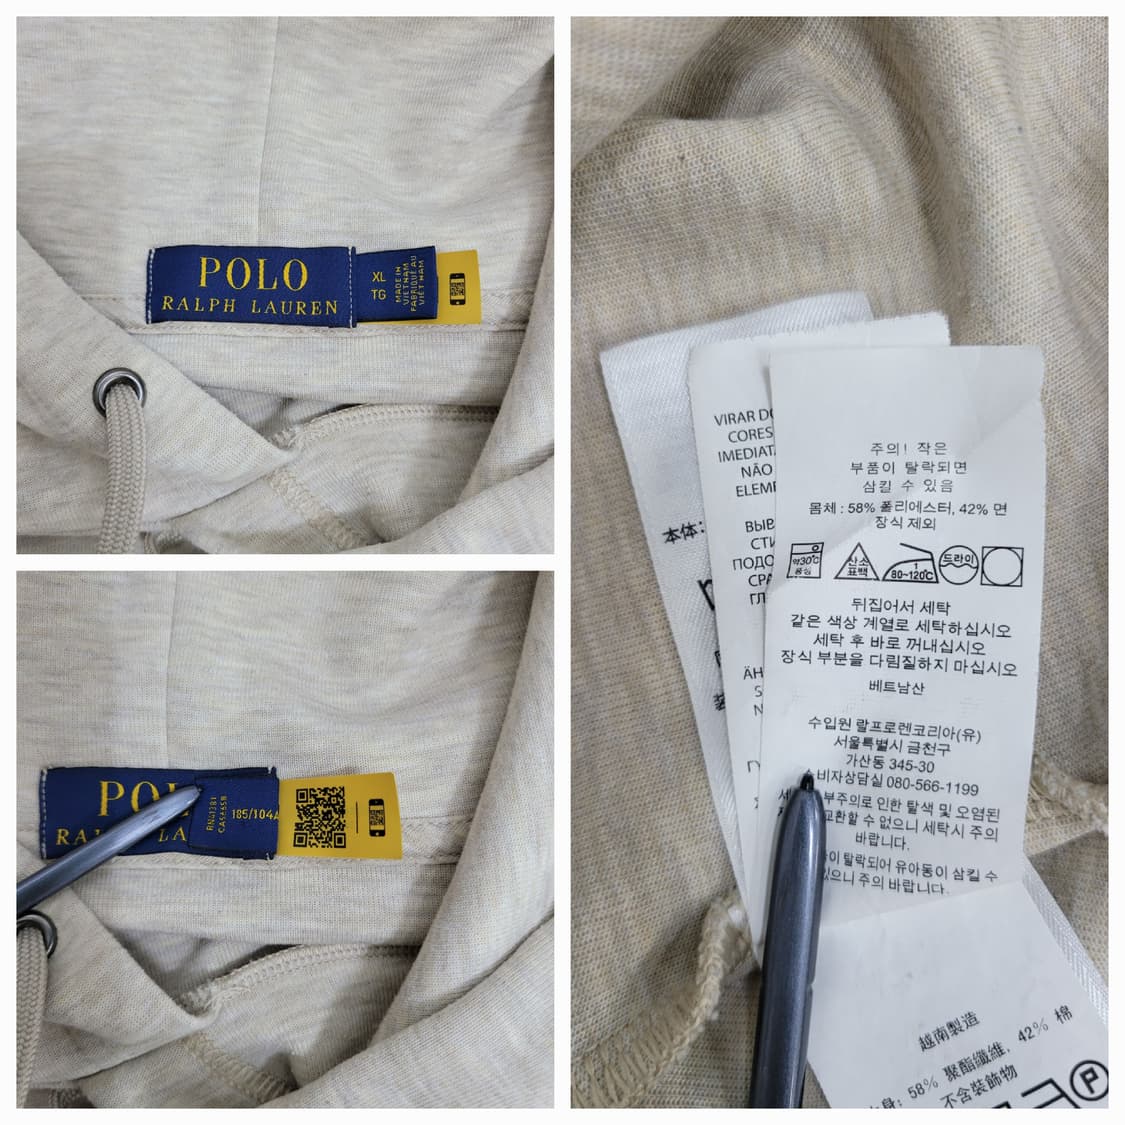 POLO
RALPH LAUREN
XL
TG
MADE IN
VIETNAM
FABRIQUÉ AU
VIÊT NAM
PO
RA LA
RN41381
CA56658
185/104A
本体:
VIRAR DO
CORES
IMEDIATA
NÃO
ELEME
ВЫВ
СТИ
ПОДО
СРА
ГЛ
주의! 작은
부품이 탈락되면
삼킬 수 있음
몸체 : 58% 폴리에스터, 42% 면
장식 제외
약30℃
중성
산소
표백
80~120℃
드라이
뒤집어서 세탁
같은 색상 계열로 세탁하십시오
세탁 후 바로 꺼내십시오
장식 부분을 다림질하지 마십시오
베트남산
수입원 랄프로렌코리아(유)
서울특별시 금천구
가산동 345-30
비자상담실 080-566-1199
부주의로 인한 탈색 및 오염된
교환할 수 없으니 세탁시 주의
바랍니다.
이 탈락되어 유아동이 삼킬 수
있으니 주의 바랍니다.
越南製造
身: 58% 聚酯纖維, 42% 棉
不含裝飾物
P